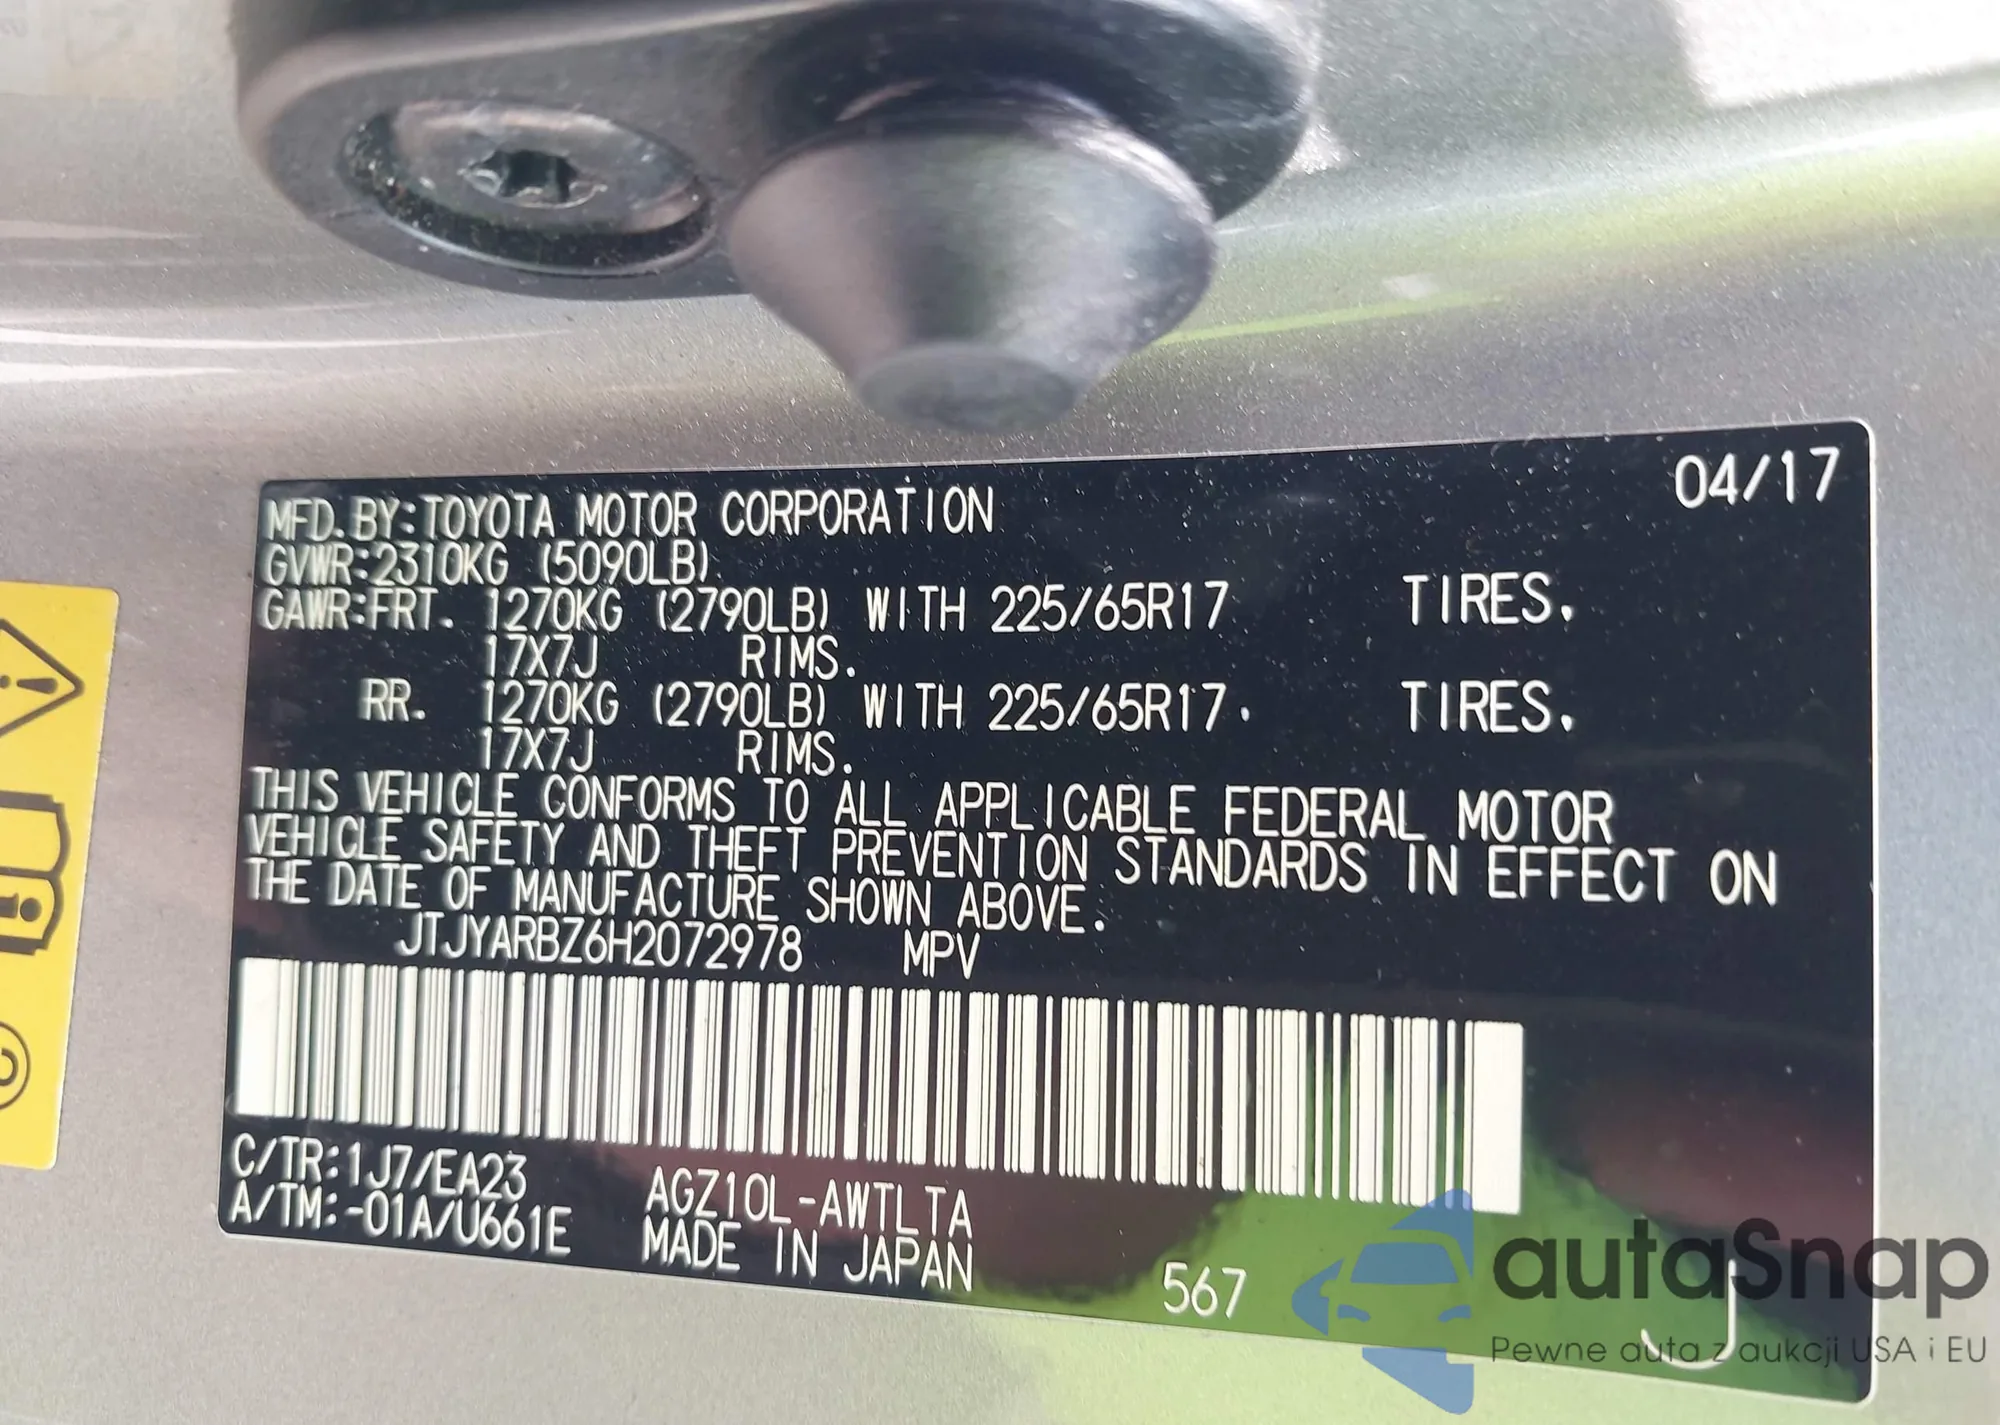 04/17
MFD. BY: TOYOTA MOTOR CORPORATION
GVWR: 2310KG (5090LB)
GAWR: FRT. 1270KG (2790LB) WITH 225/65R17 TIRES,
17X7J RIMS.
RR. 1270KG (2790LB) WITH 225/65R17 TIRES,
17X7J RIMS.
THIS VEHICLE CONFORMS TO ALL APPLICABLE FEDERAL MOTOR
VEHICLE SAFETY AND THEFT PREVENTION STANDARDS IN EFFECT ON
THE DATE OF MANUFACTURE SHOWN ABOVE.
JTJYARBZ6H2072978 MPV
C/TR: 1J7/EA23 AGZ10L-AWTLTA
A/TM: -01A/U661E MADE IN JAPAN
567 J
autaSnap
Pewne auta z aukcji USA i EU